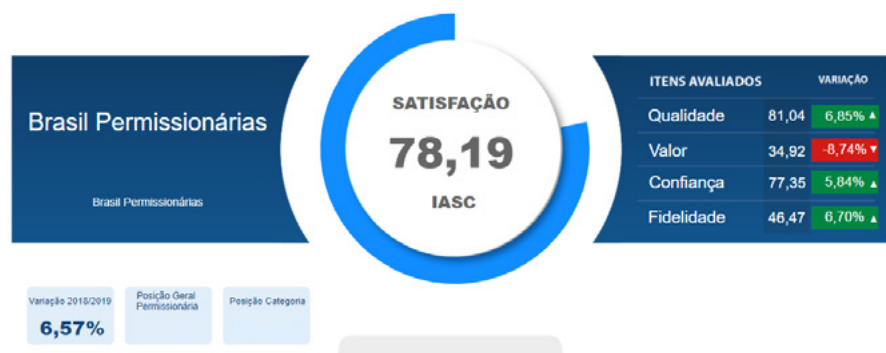 Brasil Permissionárias
Brasil Permissionárias
SATISFAÇÃO
78,19
IASC
ITENS AVALIADOS VARIAÇÃO
Qualidade 81,04 6,85% ▲
Valor 34,92 -8,74% ▼
Confiança 77,35 5,84% ▲
Fidelidade 46,47 6,70% ▲
Variação 2018/2019
6,57%
Posição Geral
Permissionária
Posição Categoria